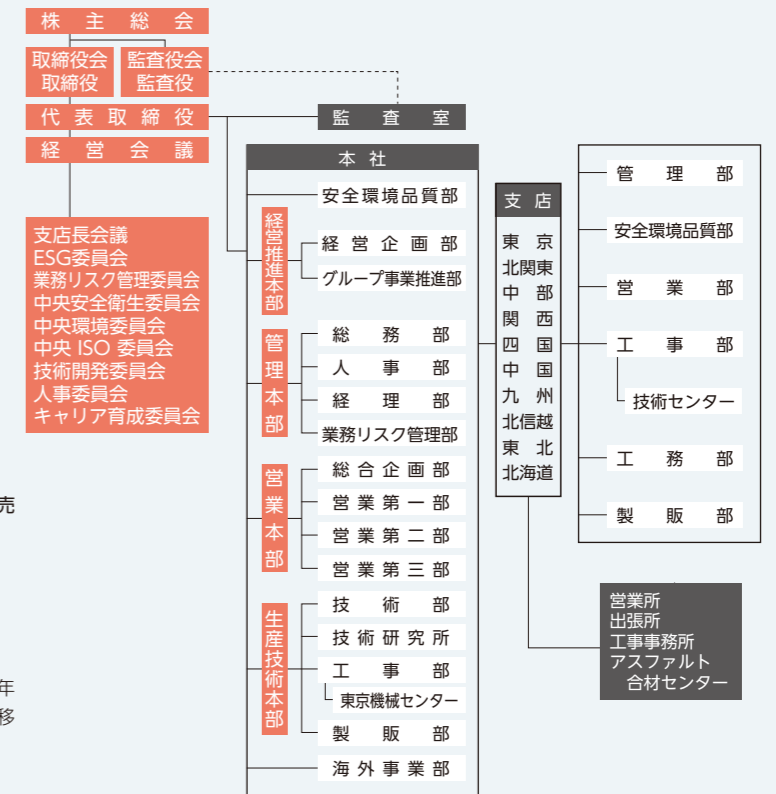 株主総会
取締役会
取締役
監査役会
監査役
代表取締役
経営会議
支店長会議
ESG委員会
業務リスク管理委員会
中央安全衛生委員会
中央環境委員会
中央 ISO 委員会
技術開発委員会
人事委員会
キャリア育成委員会
売
年
移
監査室
本社
安全環境品質部
経営推進本部
経営企画部
グループ事業推進部
管理本部
総務部
人事部
経理部
業務リスク管理部
営業本部
総合企画部
営業第一部
営業第二部
営業第三部
生産技術本部
技術部
技術研究所
工事部
東京機械センター
製販部
海外事業部
支店
東京
北関東
中部
関西
四国
中国
九州
北信越
東北
北海道
管理部
安全環境品質部
営業部
工事部
技術センター
工務部
製販部
営業所
出張所
工事事務所
アスファルト
合材センター